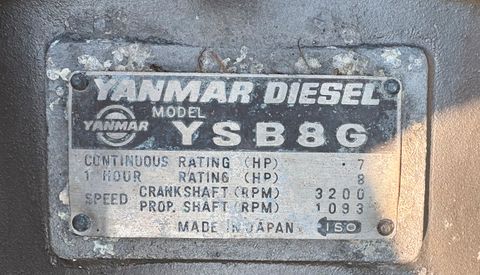 YANMAR DIESEL
MODEL
YANMAR
YSB8G
CONTINUOUS RATING (HP) 7
1 HOUR RATING (HP) 8
SPEED
CRANKSHAFT (RPM) 3200
PROP. SHAFT (RPM) 1093
MADE IN JAPAN ISO